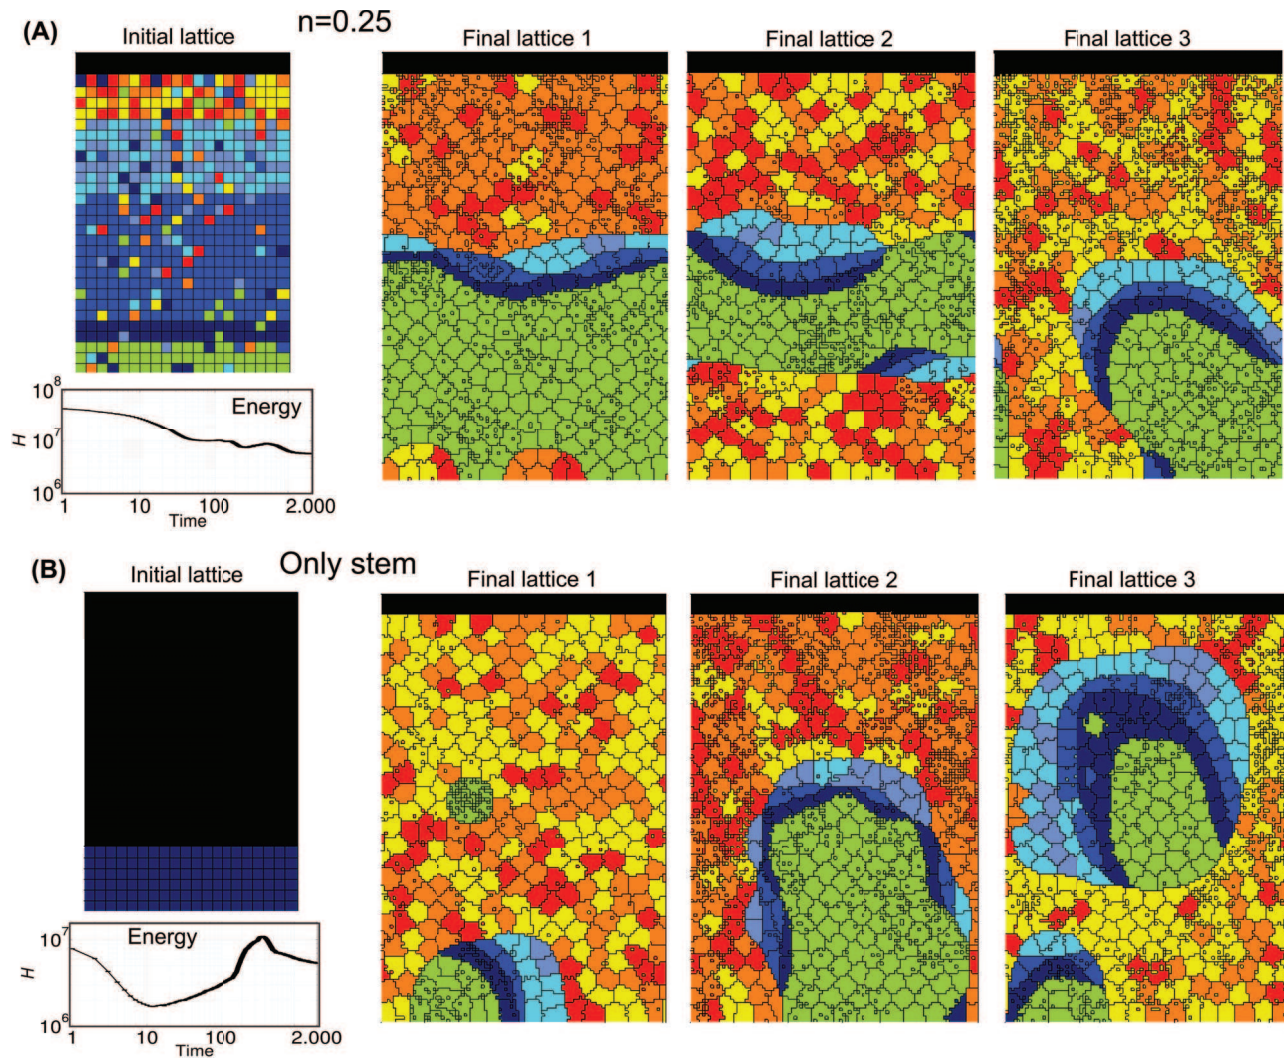 (A)
n=0.25
Initial lattice
Final lattice 1
Final lattice 2
Final lattice 3
10^8
10^7
10^6
H
Energy
1
10
100
2.000
Time
(B)
Only stem
Initial lattice
Final lattice 1
Final lattice 2
Final lattice 3
10^7
10^6
H
Energy
1
10
100
2.000
Time